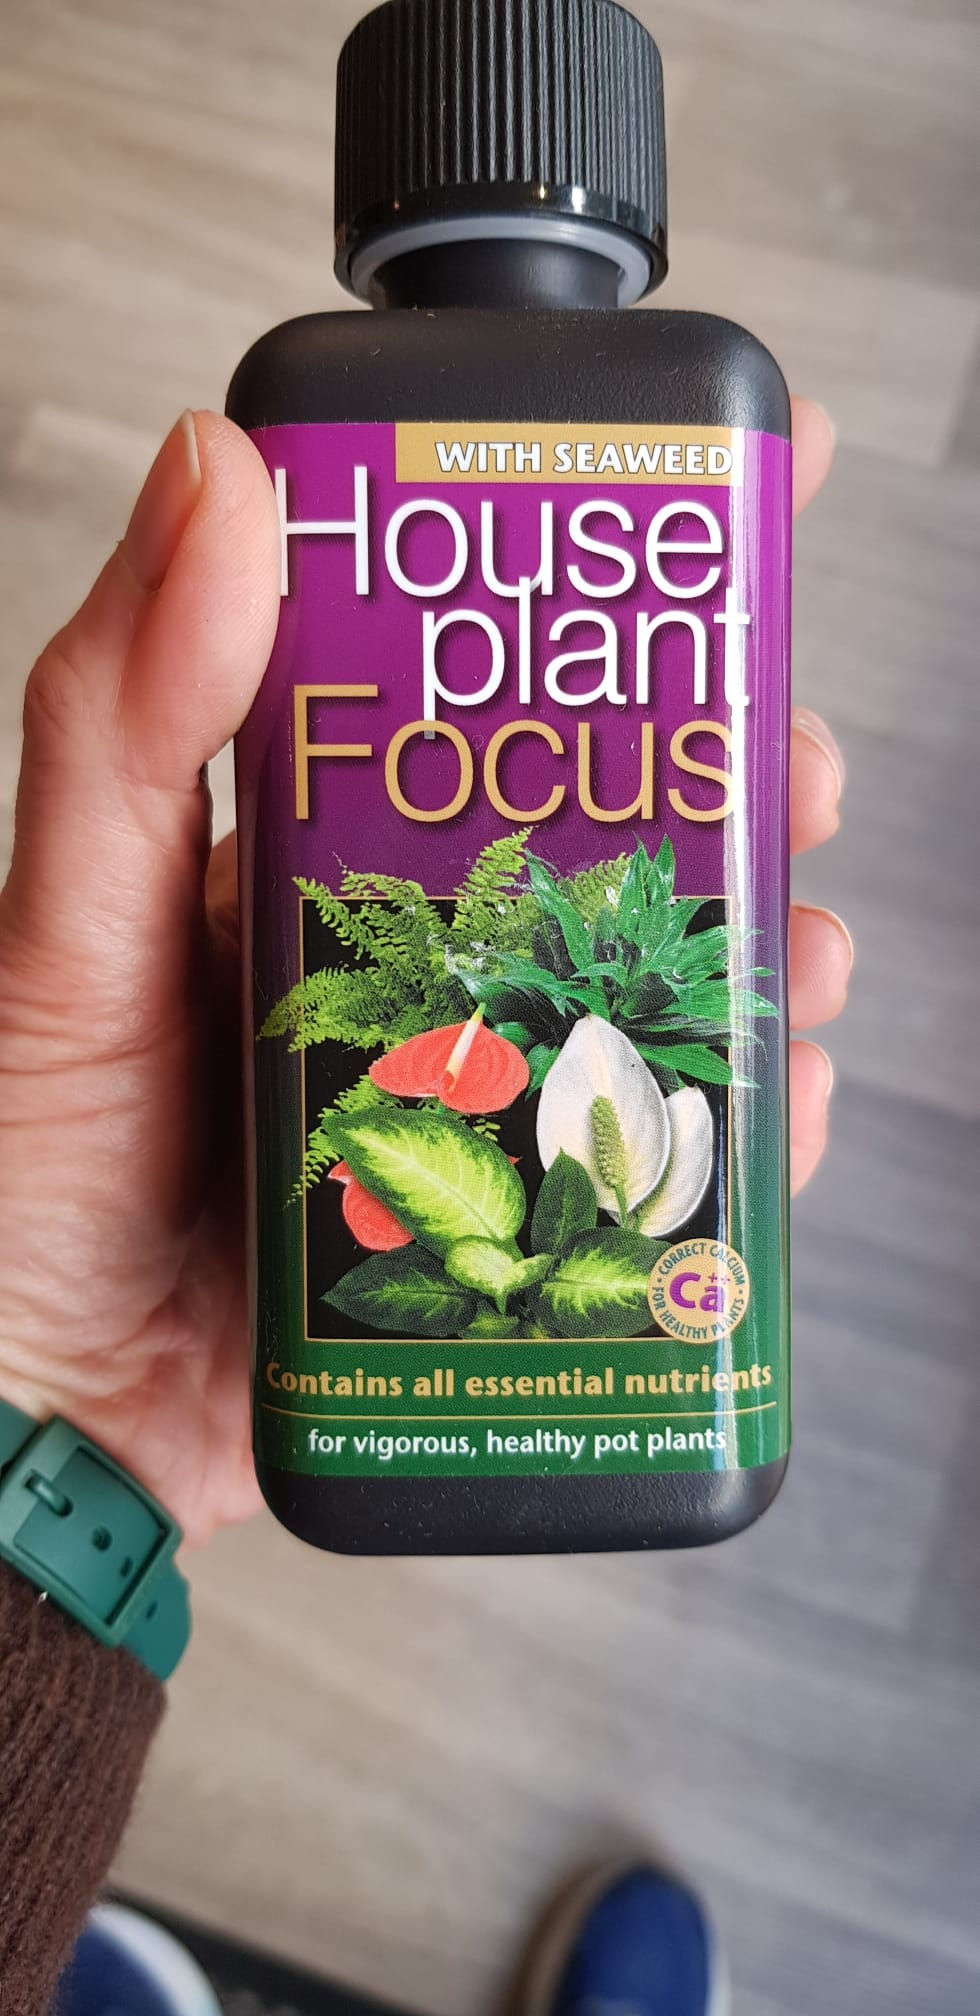 WITH SEAWEED
House
plant
Focus
• CORRECT CALCIUM •
Ca++
FOR HEALTHY PLANTS
Contains all essential nutrients
for vigorous, healthy pot plants